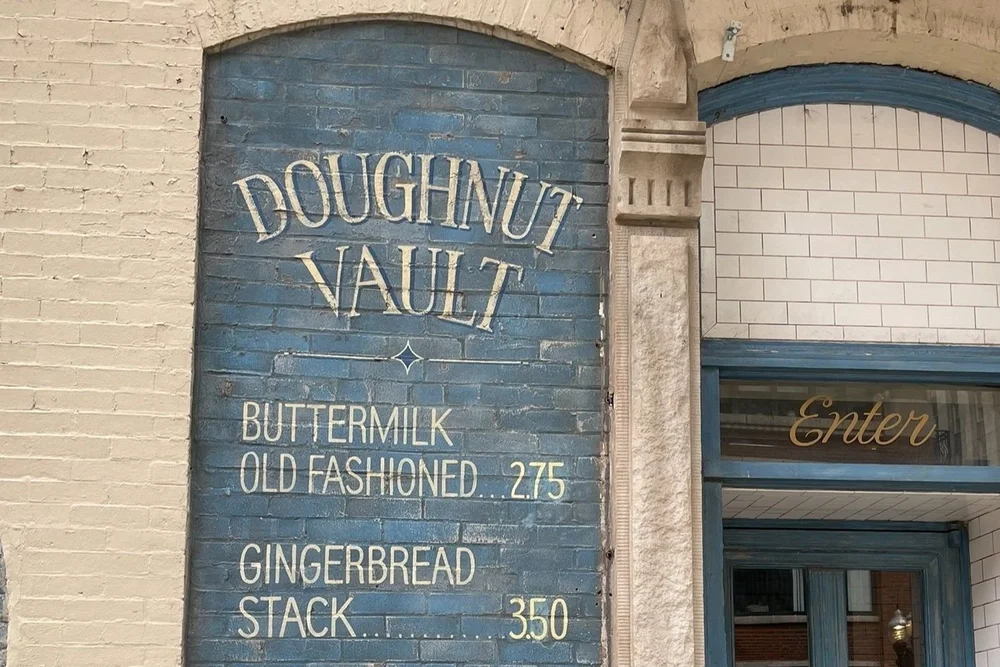 DOUGHNUT
VAULT
BUTTERMILK
OLD FASHIONED...2.75
GINGERBREAD
STACK............3.50
Enter